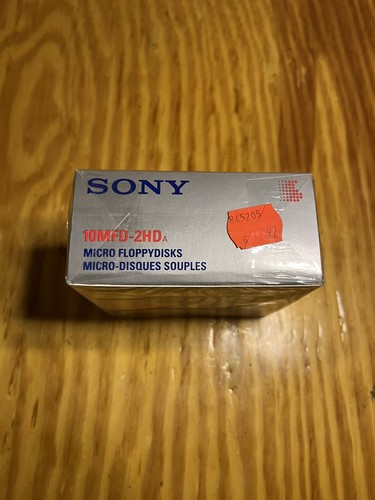 SONY
10MFD-2HDA
MICRO FLOPPYDISKS
MICRO-DISQUES SOUPLES